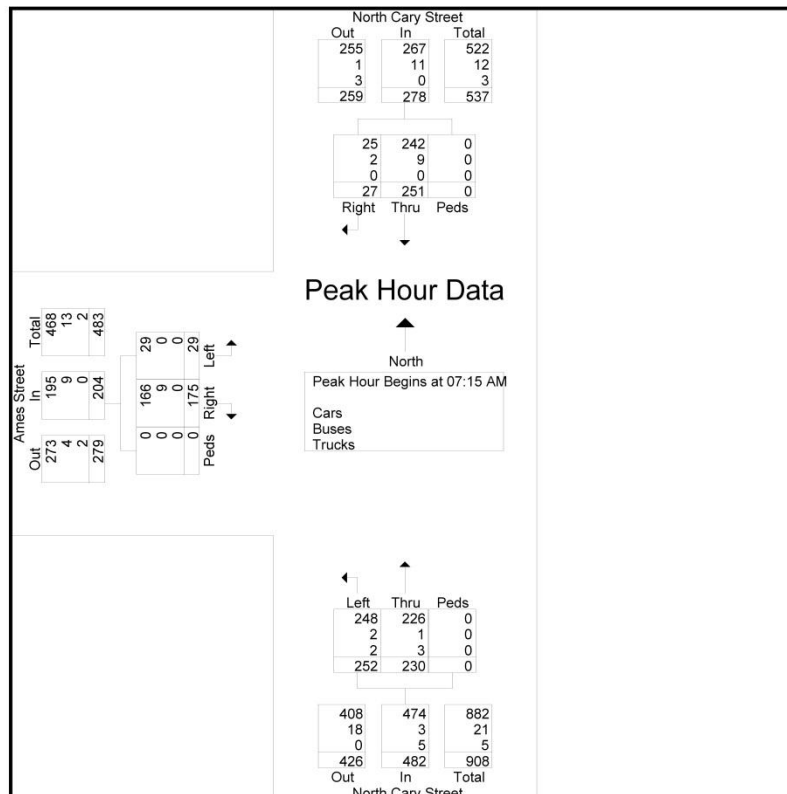 North Cary Street
Out In Total
255 267 522
1 11 12
3 0 3
259 278 537
25 242 0
2 9 0
0 0 0
27 251 0
Right Thru Peds
Peak Hour Data
North
Peak Hour Begins at 07:15 AM
Cars
Buses
Trucks
Ames Street
Out In Total
273 195 468
4 9 13
2 0 2
279 204 483
0 166 29
0 9 0
0 0 0
0 175 29
Peds Right Left
Left Thru Peds
248 226 0
2 1 0
2 3 0
252 230 0
408 474 882
18 3 21
0 5 5
426 482 908
Out In Total
North Cary Street